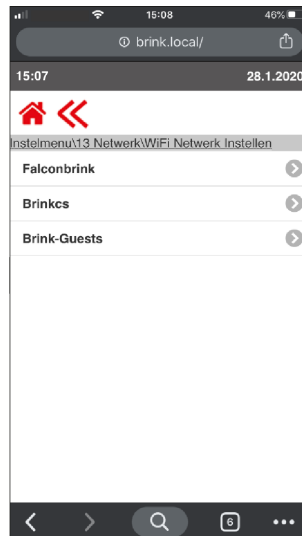 15:08
46%
brink.local/
15:07 28.1.2020
Instelmenu\13 Netwerk\WiFi Netwerk Instellen
Falconbrink
Brinkcs
Brink-Guests
6